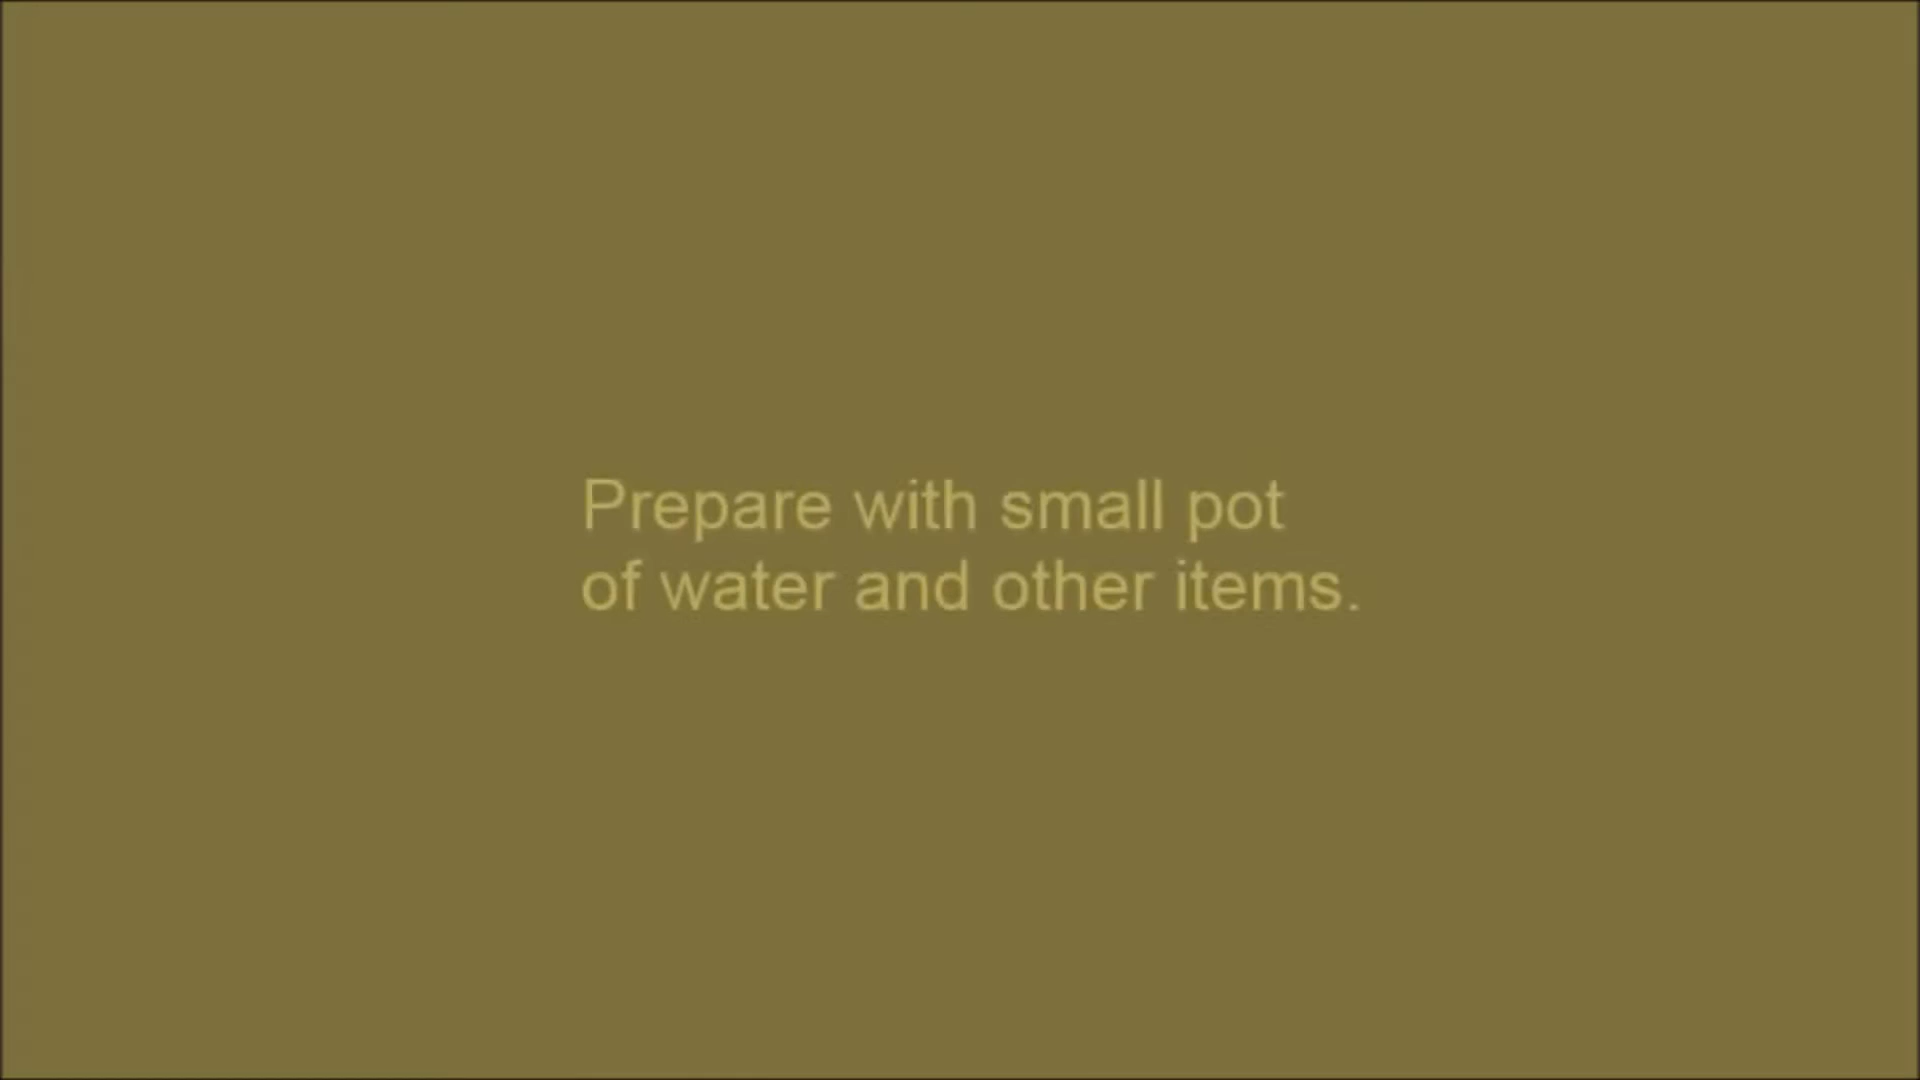 Prepare with small pot
of water and other items.